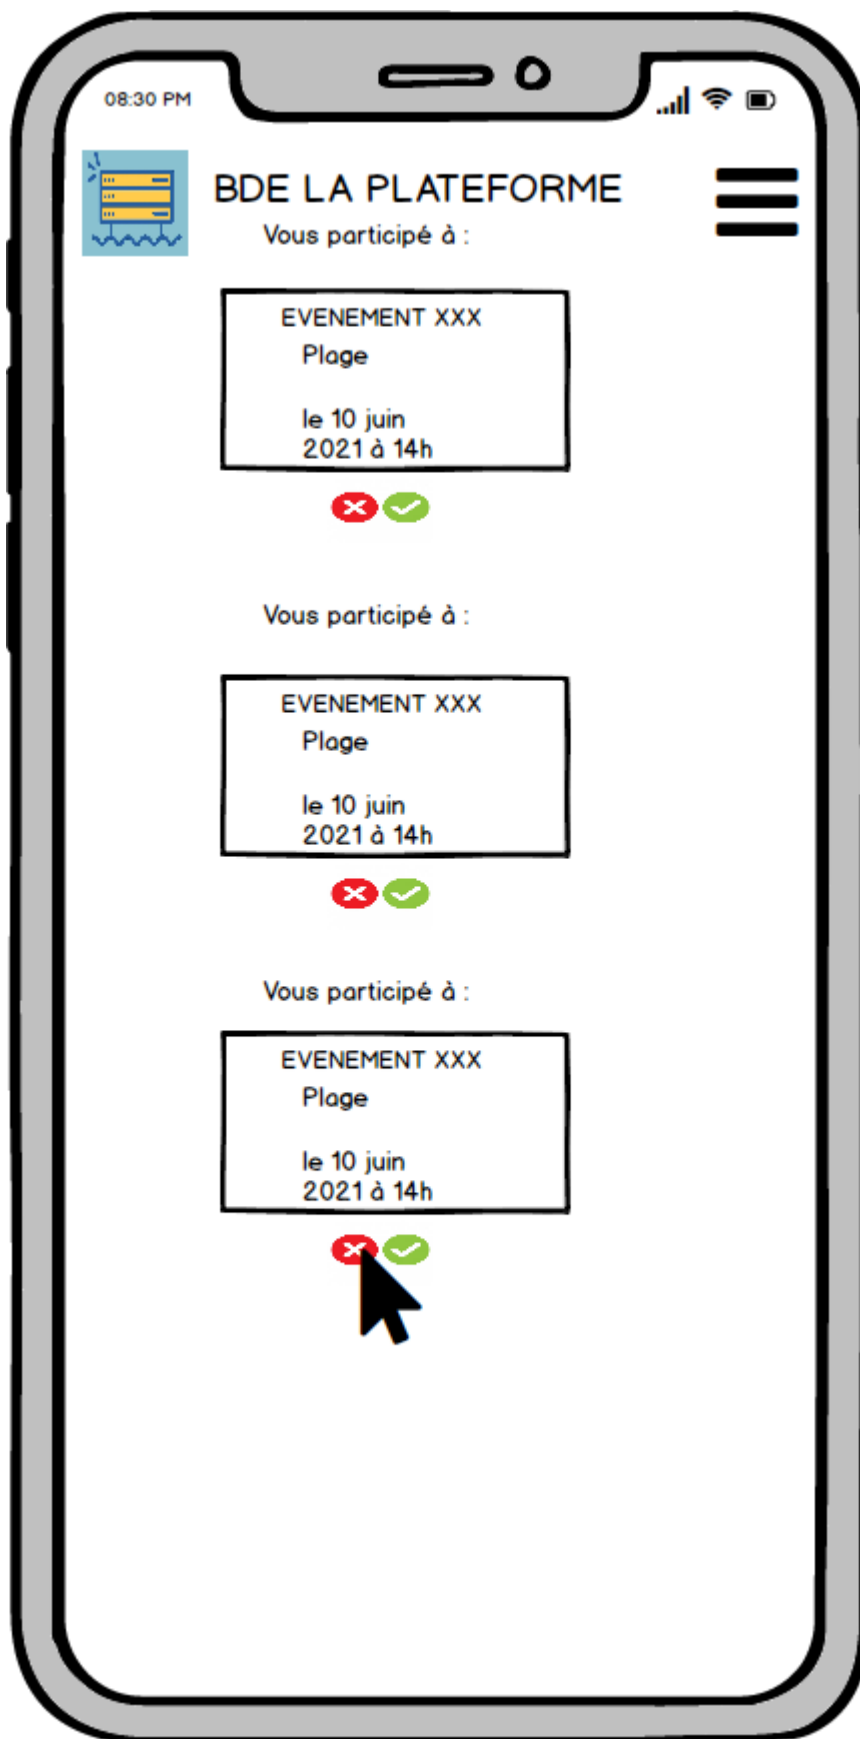 08:30 PM
BDE LA PLATEFORME
Vous participé à :
EVENEMENT XXX
Plage
le 10 juin
2021 à 14h
Vous participé à :
EVENEMENT XXX
Plage
le 10 juin
2021 à 14h
Vous participé à :
EVENEMENT XXX
Plage
le 10 juin
2021 à 14h